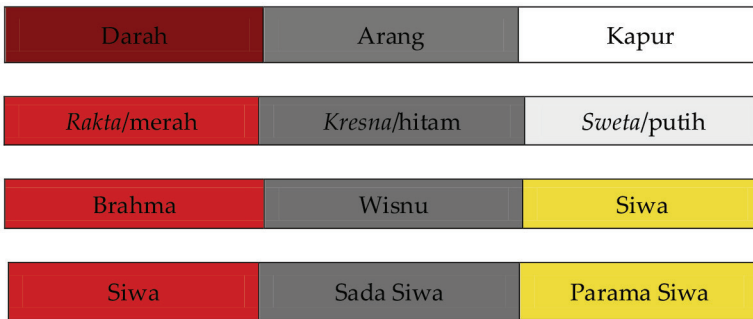 Darah Arang Kapur
Rakta/merah Kresna/hitam Sweta/putih
Brahma Wisnu Siwa
Siwa Sada Siwa Parama Siwa